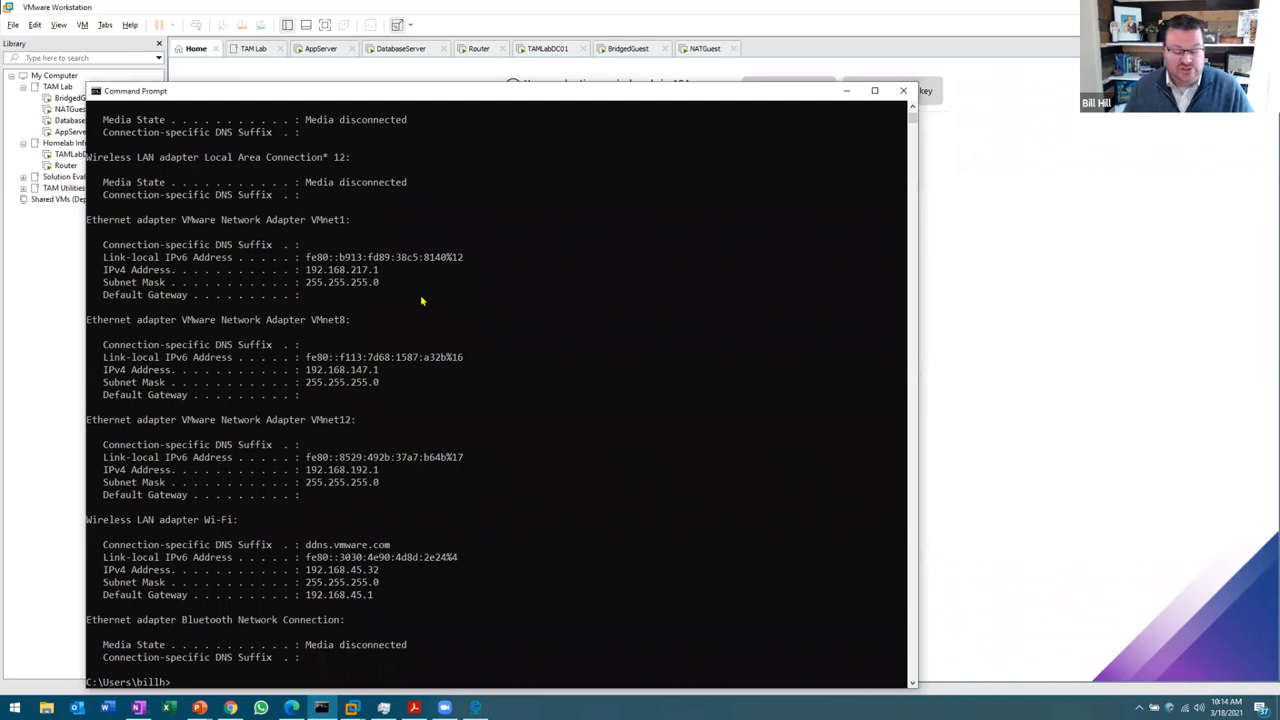 VMware Workstation
File Edit View VM Tabs Help
Library
Type here to search
My Computer
TAM Lab
Homelab Infi
Router
Solution Eval
TAM Utilities
Shared VMs (Dep
Home TAM Lab AppServer DatabaseServer Router TAMLabDC01 BridgedGuest NATGuest
key
Bill Hill
Command Prompt
Media State . . . . . . . . . . . : Media disconnected
Connection-specific DNS Suffix . :
Wireless LAN adapter Local Area Connection* 12:
Media State . . . . . . . . . . . : Media disconnected
Connection-specific DNS Suffix . :
Ethernet adapter VMware Network Adapter VMnet1:
Connection-specific DNS Suffix . :
Link-local IPv6 Address . . . . . : fe80::b913:fd89:38c5:8140%12
IPv4 Address. . . . . . . . . . . : 192.168.217.1
Subnet Mask . . . . . . . . . . . : 255.255.255.0
Default Gateway . . . . . . . . . :
Ethernet adapter VMware Network Adapter VMnet8:
Connection-specific DNS Suffix . :
Link-local IPv6 Address . . . . . : fe80::f113:7d68:1587:a32b%16
IPv4 Address. . . . . . . . . . . : 192.168.147.1
Subnet Mask . . . . . . . . . . . : 255.255.255.0
Default Gateway . . . . . . . . . :
Ethernet adapter VMware Network Adapter VMnet12:
Connection-specific DNS Suffix . :
Link-local IPv6 Address . . . . . : fe80::8529:492b:37a7:b64b%17
IPv4 Address. . . . . . . . . . . : 192.168.192.1
Subnet Mask . . . . . . . . . . . : 255.255.255.0
Default Gateway . . . . . . . . . :
Wireless LAN adapter Wi-Fi:
Connection-specific DNS Suffix . : ddns.vmware.com
Link-local IPv6 Address . . . . . : fe80::3030:4e90:4d8d:2e24%4
IPv4 Address. . . . . . . . . . . : 192.168.45.32
Subnet Mask . . . . . . . . . . . : 255.255.255.0
Default Gateway . . . . . . . . . : 192.168.45.1
Ethernet adapter Bluetooth Network Connection:
Media State . . . . . . . . . . . : Media disconnected
Connection-specific DNS Suffix . :
C:\Users\billh>
10:14 AM
3/18/2021
37